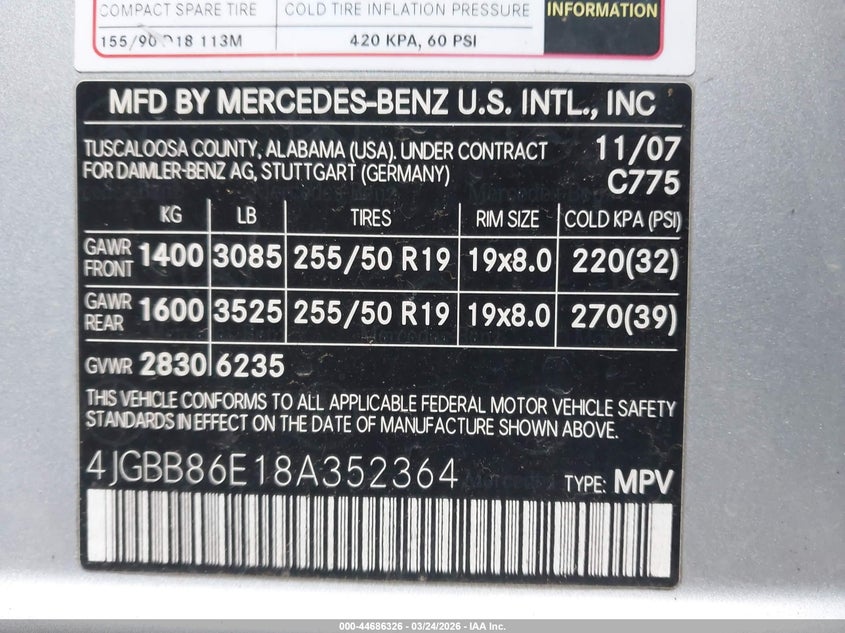 COMPACT SPARE TIRE COLD TIRE INFLATION PRESSURE INFORMATION
155/90 D18 113M 420 KPA, 60 PSI
MFD BY MERCEDES-BENZ U.S. INTL., INC
TUSCALOOSA COUNTY, ALABAMA (USA). UNDER CONTRACT 11/07
FOR DAIMLER-BENZ AG, STUTTGART (GERMANY) C775
KG LB TIRES RIM SIZE COLD KPA (PSI)
GAWR FRONT 1400 3085 255/50 R19 19x8.0 220(32)
GAWR REAR 1600 3525 255/50 R19 19x8.0 270(39)
GVWR 2830 6235
THIS VEHICLE CONFORMS TO ALL APPLICABLE FEDERAL MOTOR VEHICLE SAFETY
STANDARDS IN EFFECT ON THE DATE OF MANUFACTURE SHOWN ABOVE.
4JGBB86E18A352364 TYPE: MPV
000-44686326 - 03/24/2026 - IAA Inc.